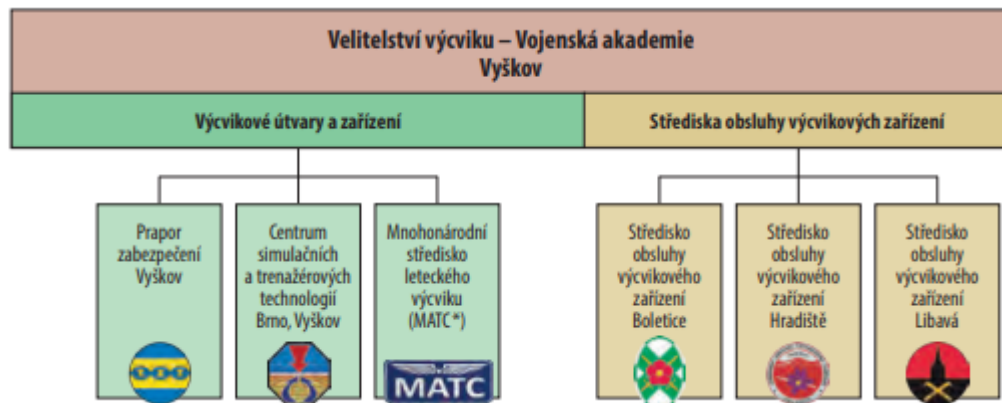 Velitelství výcviku – Vojenská akademie
Vyškov
Výcvikové útvary a zařízení
Střediska obsluhy výcvikových zařízení
Prapor
zabezpečení
Vyškov
Centrum
simulačních
a trenažérových
technologií
Brno, Vyškov
Mnohonárodní
středisko
leteckého
výcviku
(MATC*)
MATC
Středisko
obsluhy
výcvikového
zařízení
Boletice
Středisko
obsluhy
výcvikového
zařízení
Hradiště
Středisko
obsluhy
výcvikového
zařízení
Libavá